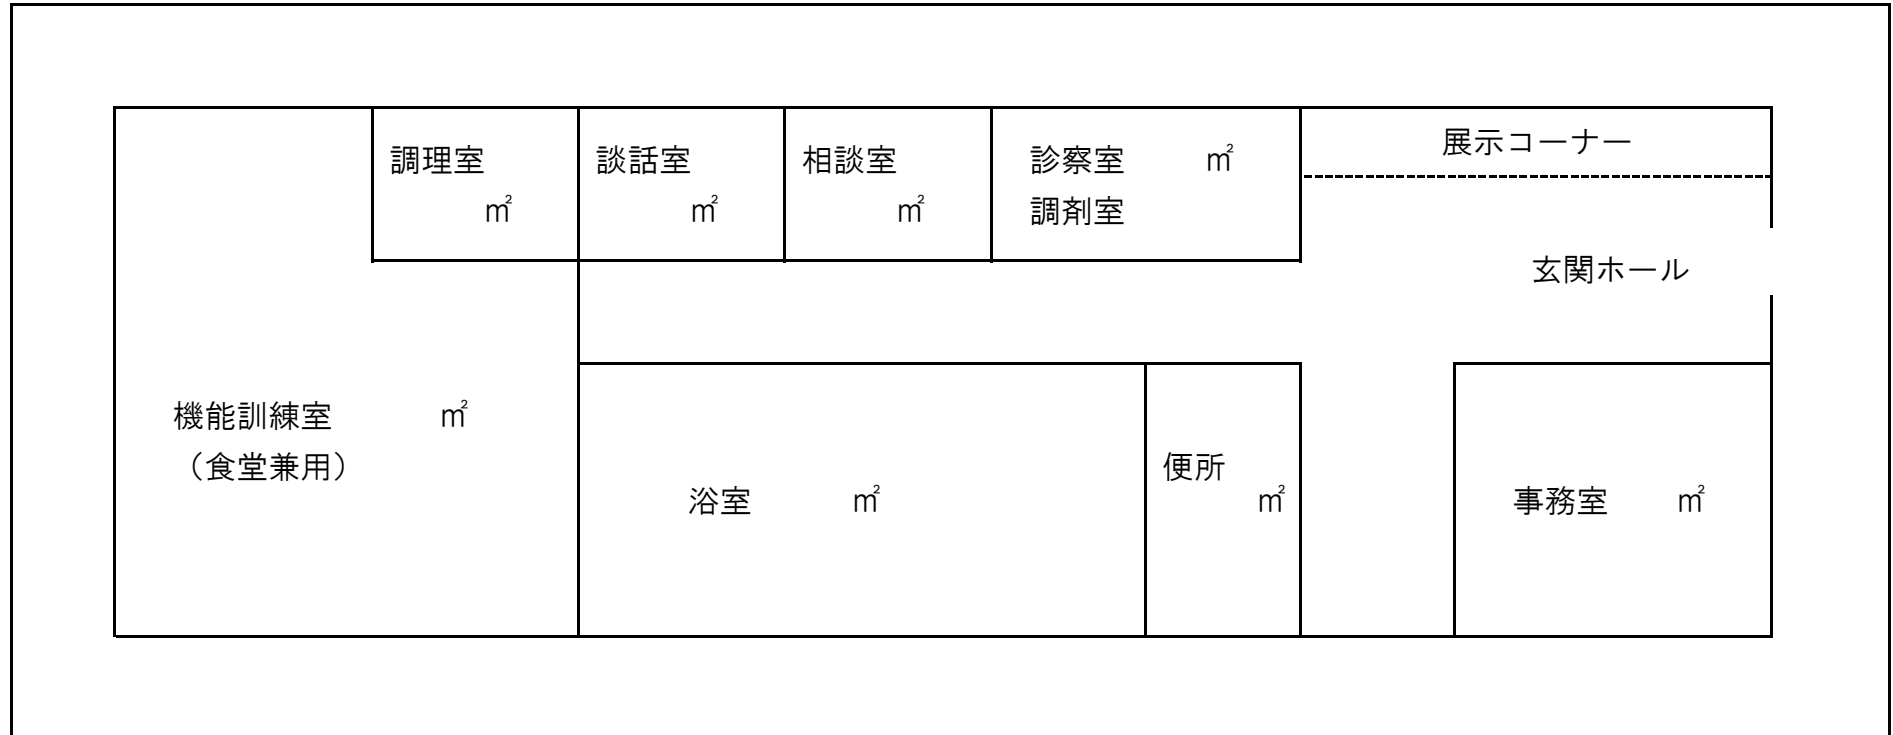 調理室
㎡
談話室
㎡
相談室
㎡
診察室 ㎡
調剤室
展示コーナー
玄関ホール
機能訓練室 ㎡
（食堂兼用）
浴室 ㎡
便所
㎡
事務室 ㎡